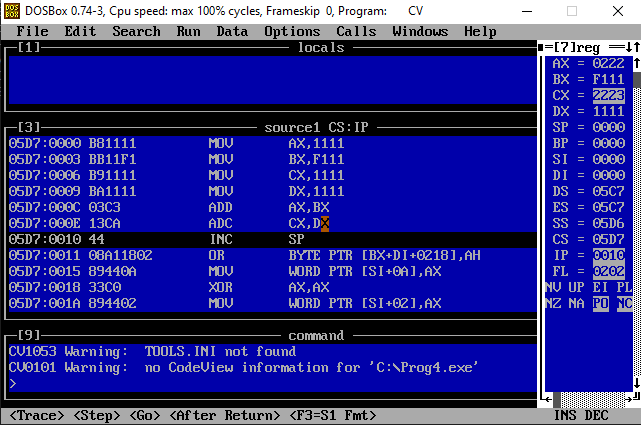 DOSBox 0.74-3, Cpu speed: max 100% cycles, Frameskip 0, Program: CV
File Edit Search Run Data Options Calls Windows Help
[1] locals
[3] source1 CS:IP
05D7:0000 B81111 MOV AX,1111
05D7:0003 BB11F1 MOV BX,F111
05D7:0006 B91111 MOV CX,1111
05D7:0009 BA1111 MOV DX,1111
05D7:000C 03C3 ADD AX,BX
05D7:000E 13CA ADC CX,DX
05D7:0010 44 INC SP
05D7:0011 08A11802 OR BYTE PTR [BX+DI+0218],AH
05D7:0015 89440A MOV WORD PTR [SI+0A],AX
05D7:0018 33C0 XOR AX,AX
05D7:001A 894402 MOV WORD PTR [SI+02],AX
[9] command
CV1053 Warning: TOOLS.INI not found
CV0101 Warning: no CodeView information for 'C:\Prog4.exe'
>
[7]reg
AX = 0222
BX = F111
CX = 2223
DX = 1111
SP = 0000
BP = 0000
SI = 0000
DI = 0000
DS = 05C7
ES = 05C7
SS = 05D6
CS = 05D7
IP = 0010
FL = 0202
NV UP EI PL
NZ NA PO NC
<Trace> <Step> <Go> <After Return> <F3=S1 Fmt> INS DEC